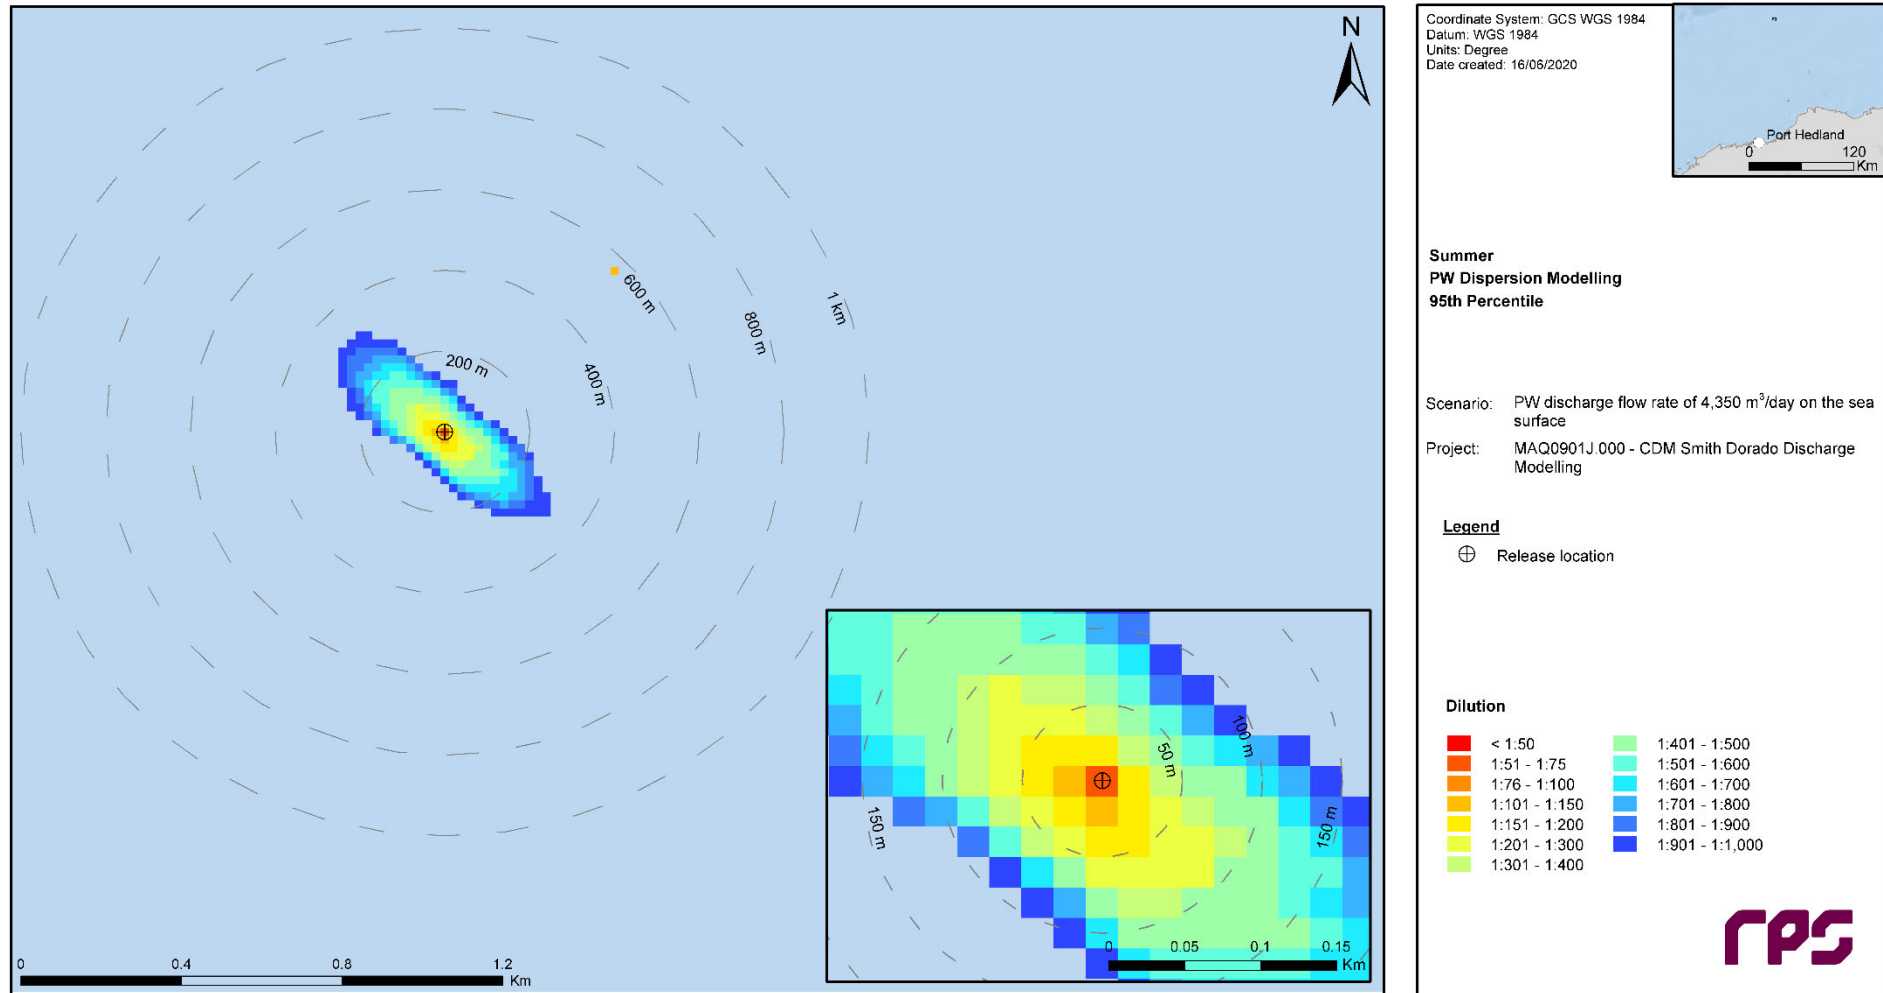 N
1 km
600 m
800 m
200 m
400 m
0 0.4 0.8 1.2
Km
100 m
50 m
150 m
150 m
0 0.05 0.1 0.15
Km
Coordinate System: GCS WGS 1984
Datum: WGS 1984
Units: Degree
Date created: 16/06/2020
Port Hedland
0 120
Km
Summer
PW Dispersion Modelling
95th Percentile
Scenario: PW discharge flow rate of 4,350 m³/day on the sea
surface
Project: MAQ0901J.000 - CDM Smith Dorado Discharge
Modelling
Legend
Release location
Dilution
< 1:50
1:51 - 1:75
1:76 - 1:100
1:101 - 1:150
1:151 - 1:200
1:201 - 1:300
1:301 - 1:400
1:401 - 1:500
1:501 - 1:600
1:601 - 1:700
1:701 - 1:800
1:801 - 1:900
1:901 - 1:1,000
rps